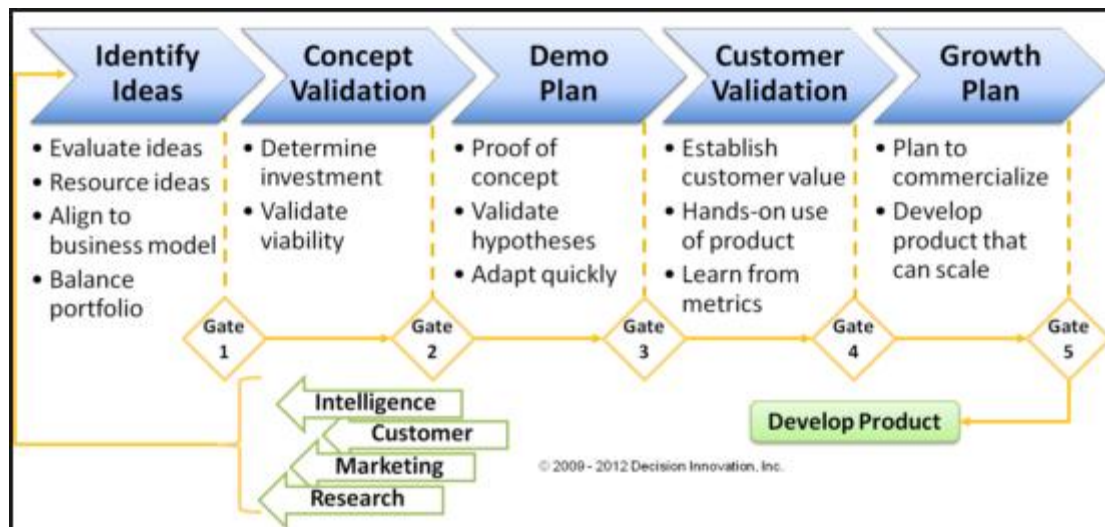 Identify
Ideas
Concept
Validation
Demo
Plan
Customer
Validation
Growth
Plan
• Evaluate ideas
• Resource ideas
• Align to
business model
• Balance
portfolio
• Determine
investment
• Validate
viability
• Proof of
concept
• Validate
hypotheses
• Adapt quickly
• Establish
customer value
• Hands-on use
of product
• Learn from
metrics
• Plan to
commercialize
• Develop
product that
can scale
Gate
1
Gate
2
Gate
3
Gate
4
Gate
5
Intelligence
Customer
Marketing
Research
Develop Product
© 2009 - 2012 Decision Innovation, Inc.